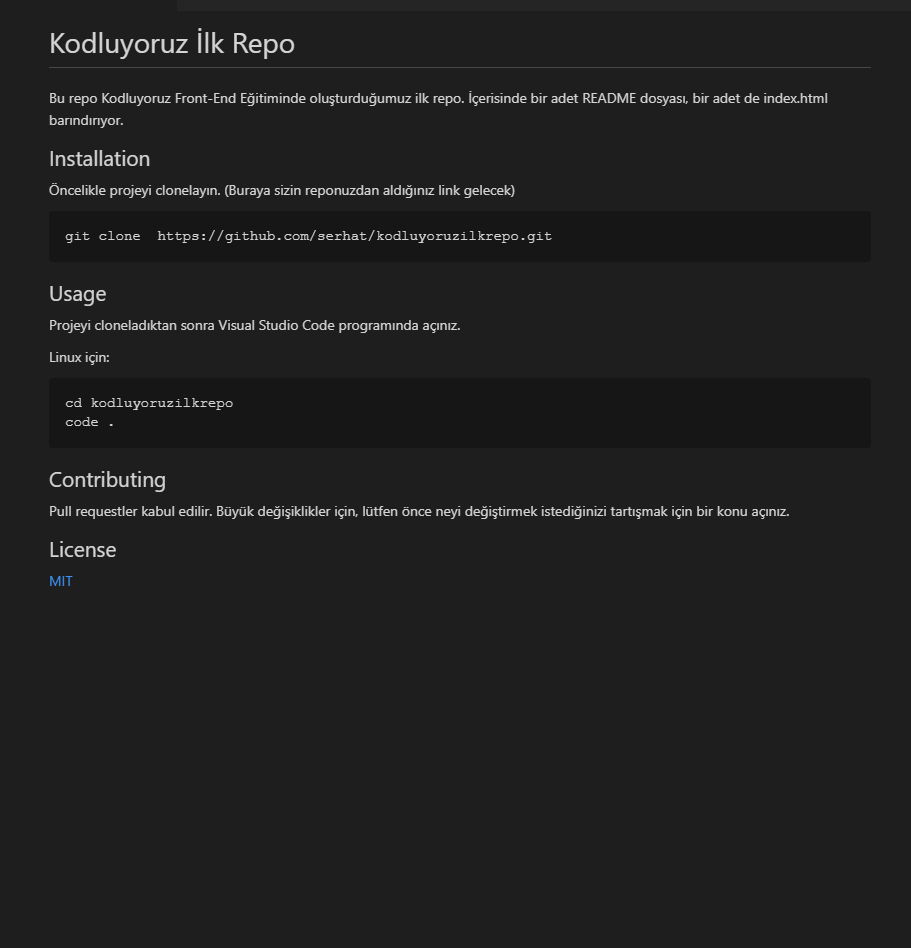 Kodluyoruz İlk Repo
Bu repo Kodluyoruz Front-End Eğitiminde oluşturduğumuz ilk repo. İçerisinde bir adet README dosyası, bir adet de index.html
barındırıyor.
Installation
Öncelikle projeyi clonelayın. (Buraya sizin reponuzdan aldığınız link gelecek)
git clone  https://github.com/serhat/kodluyoruzilkrepo.git
Usage
Projeyi cloneladıktan sonra Visual Studio Code programında açınız.
Linux için:
cd kodluyoruzilkrepo
code .
Contributing
Pull requestler kabul edilir. Büyük değişiklikler için, lütfen önce neyi değiştirmek istediğinizi tartışmak için bir konu açınız.
License
MIT